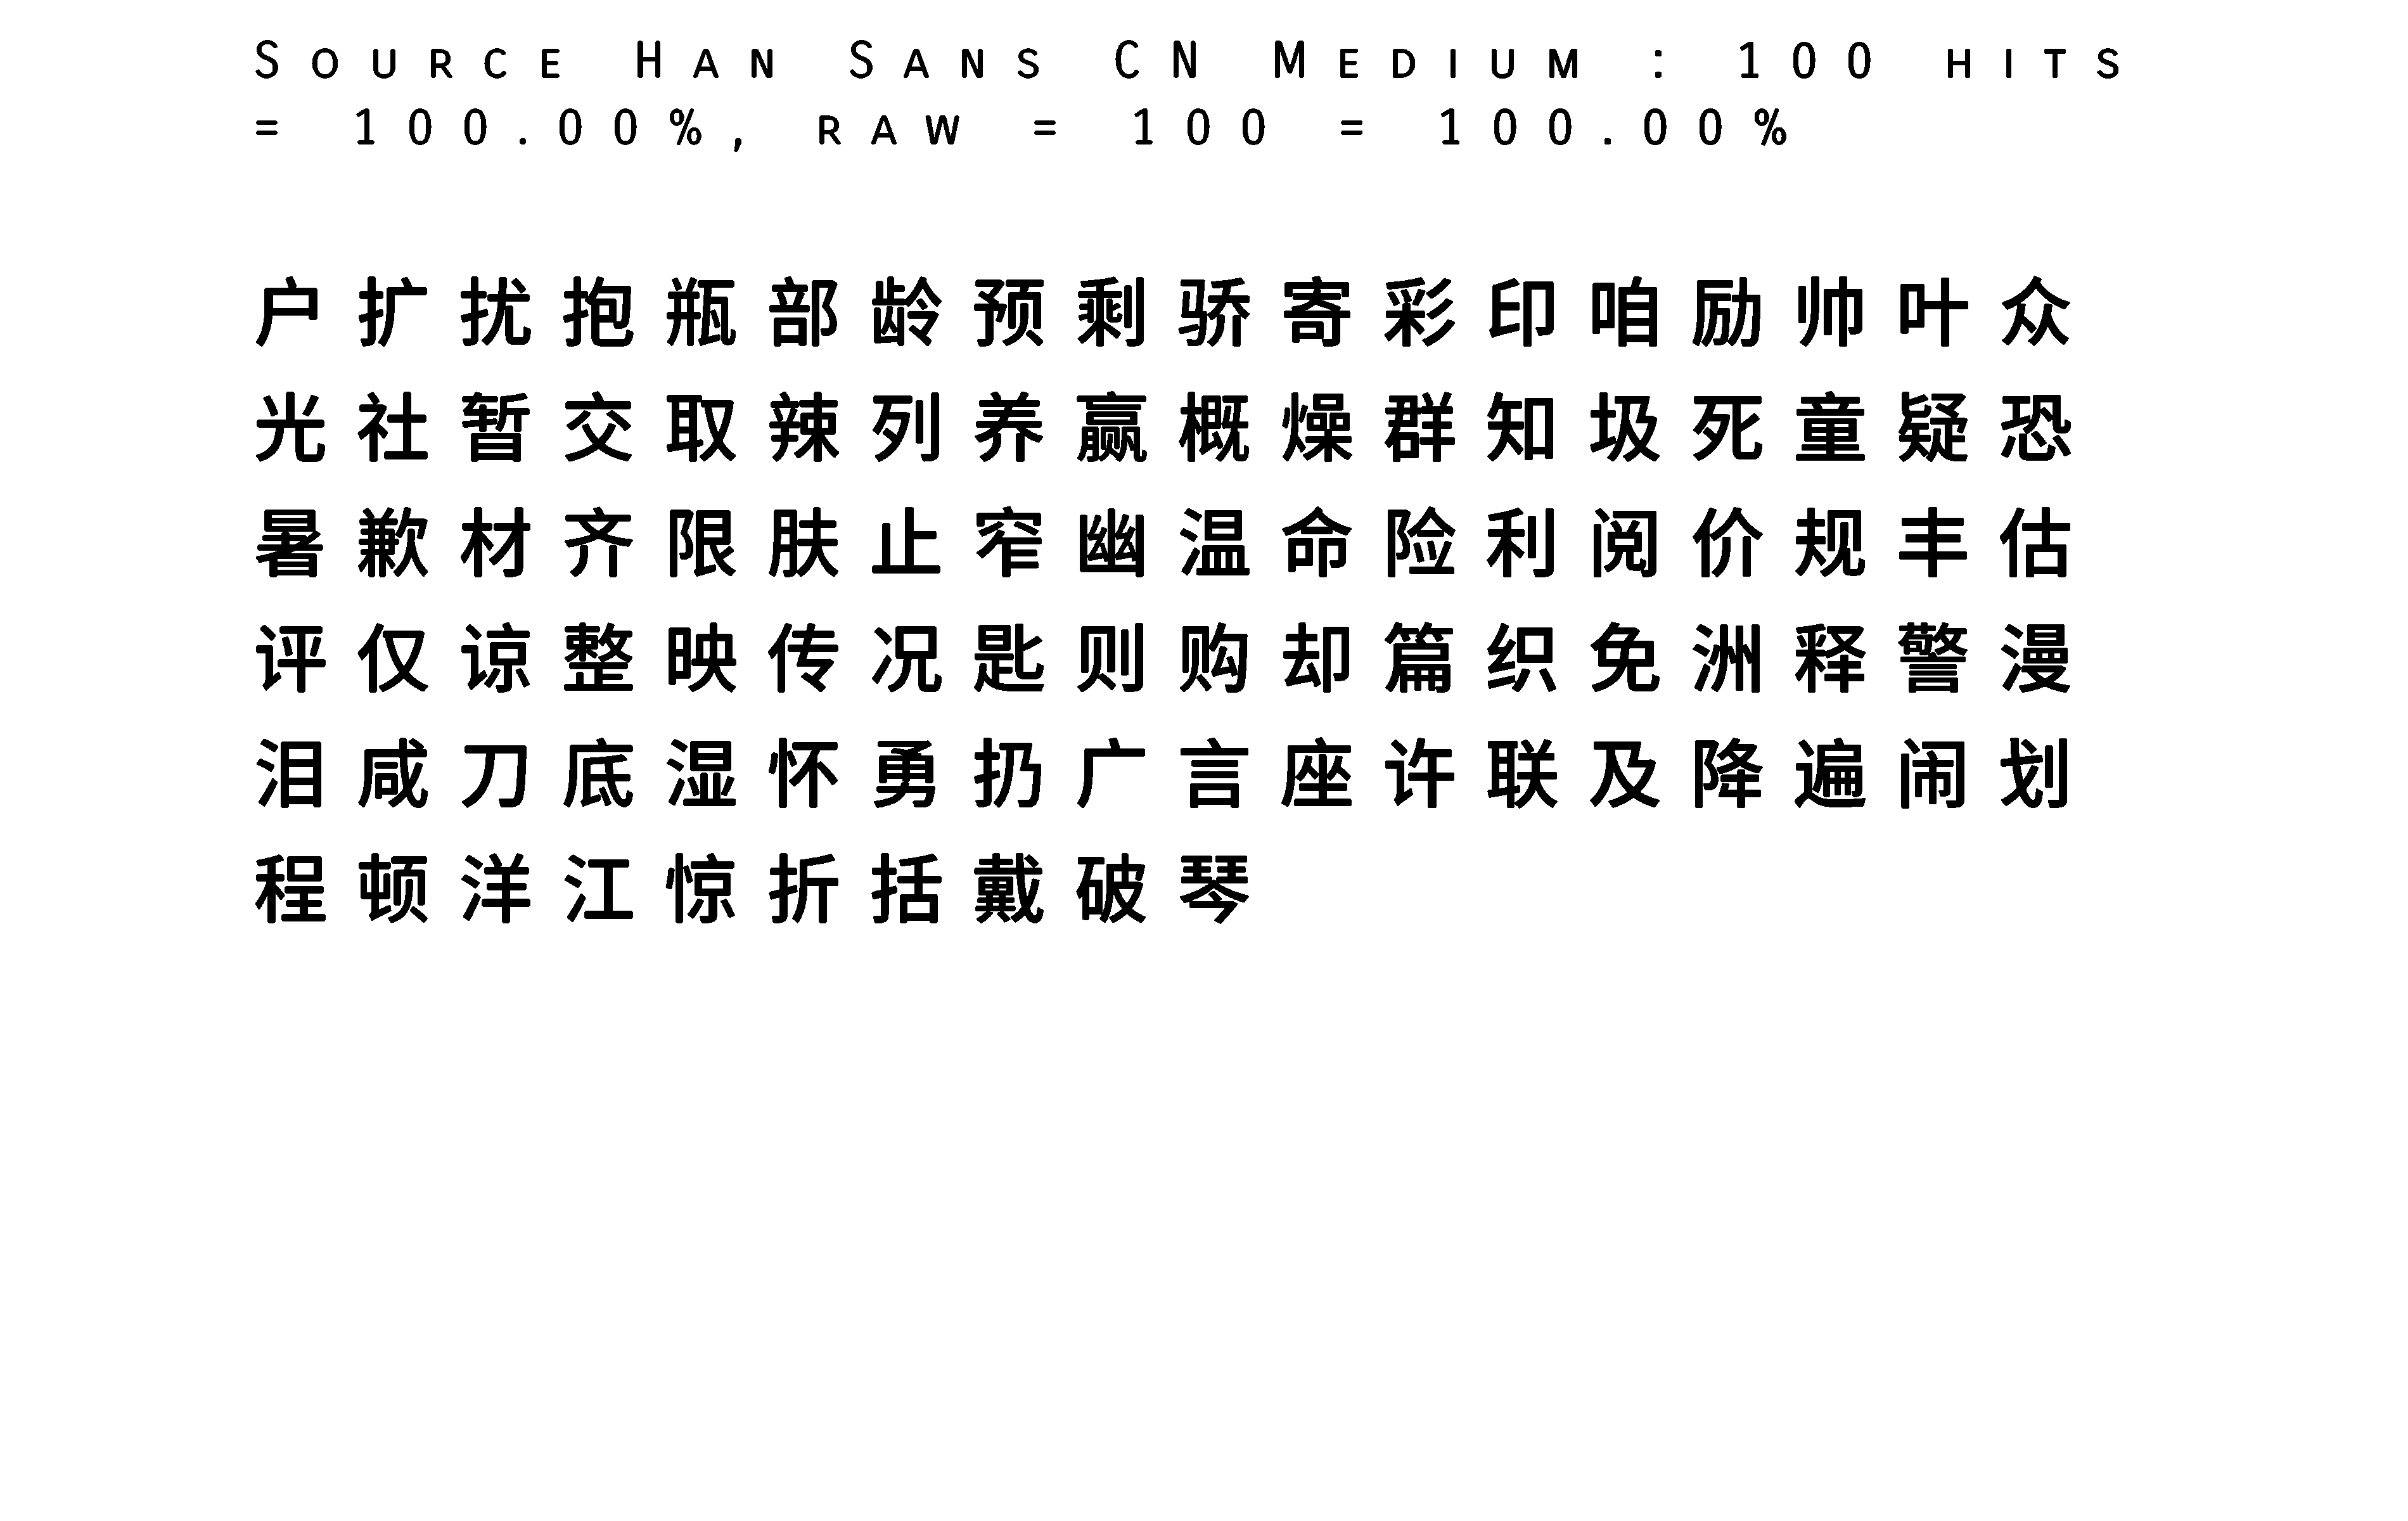 Source Han Sans CN Medium : 100 hits
= 100.00%, raw = 100 = 100.00%
户扩扰抱瓶部龄预剩骄寄彩印咱励帅叶众
光社暂交取辣列养赢概燥群知圾死童疑恐
暑歉材齐限肤止窄幽温命险利阅价规丰估
评仅谅整映传况匙则购却篇织免洲释警漫
泪咸刀底湿怀勇扔广言座许联及降遍闹划
程顿洋江惊折括戴破琴